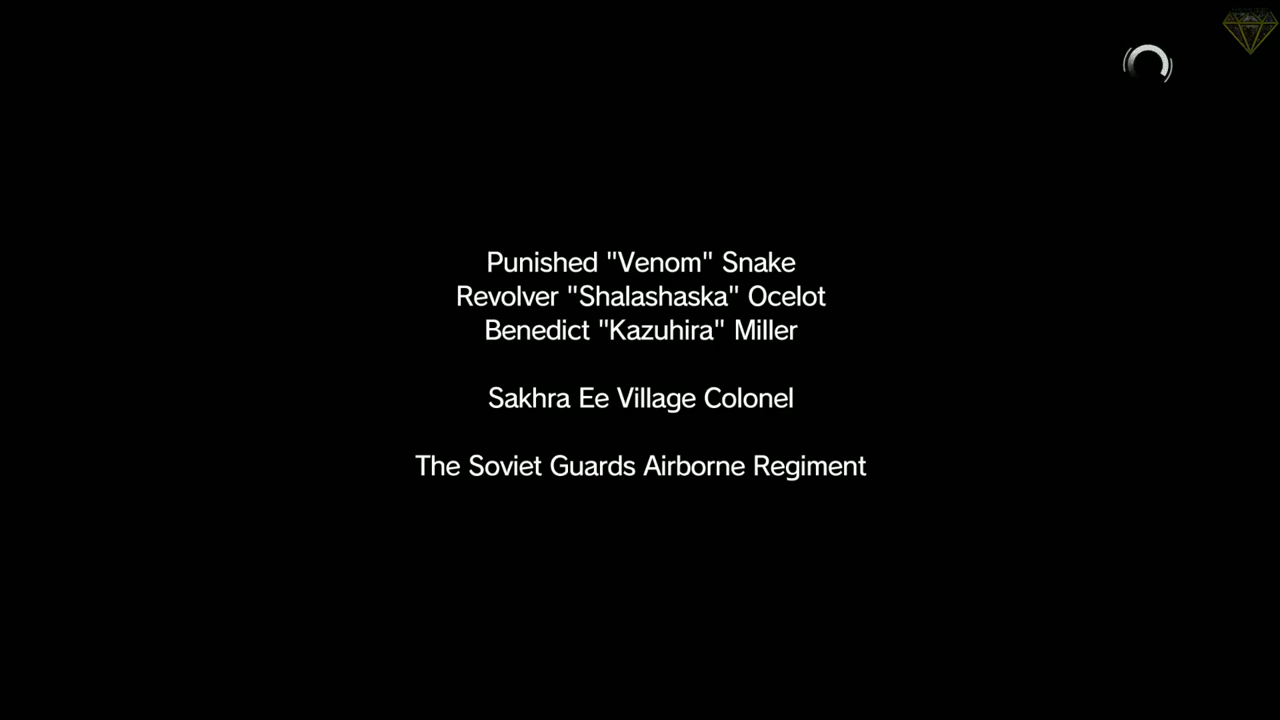 Punished "Venom" Snake
Revolver "Shalashaska" Ocelot
Benedict "Kazuhira" Miller
Sakhra Ee Village Colonel
The Soviet Guards Airborne Regiment